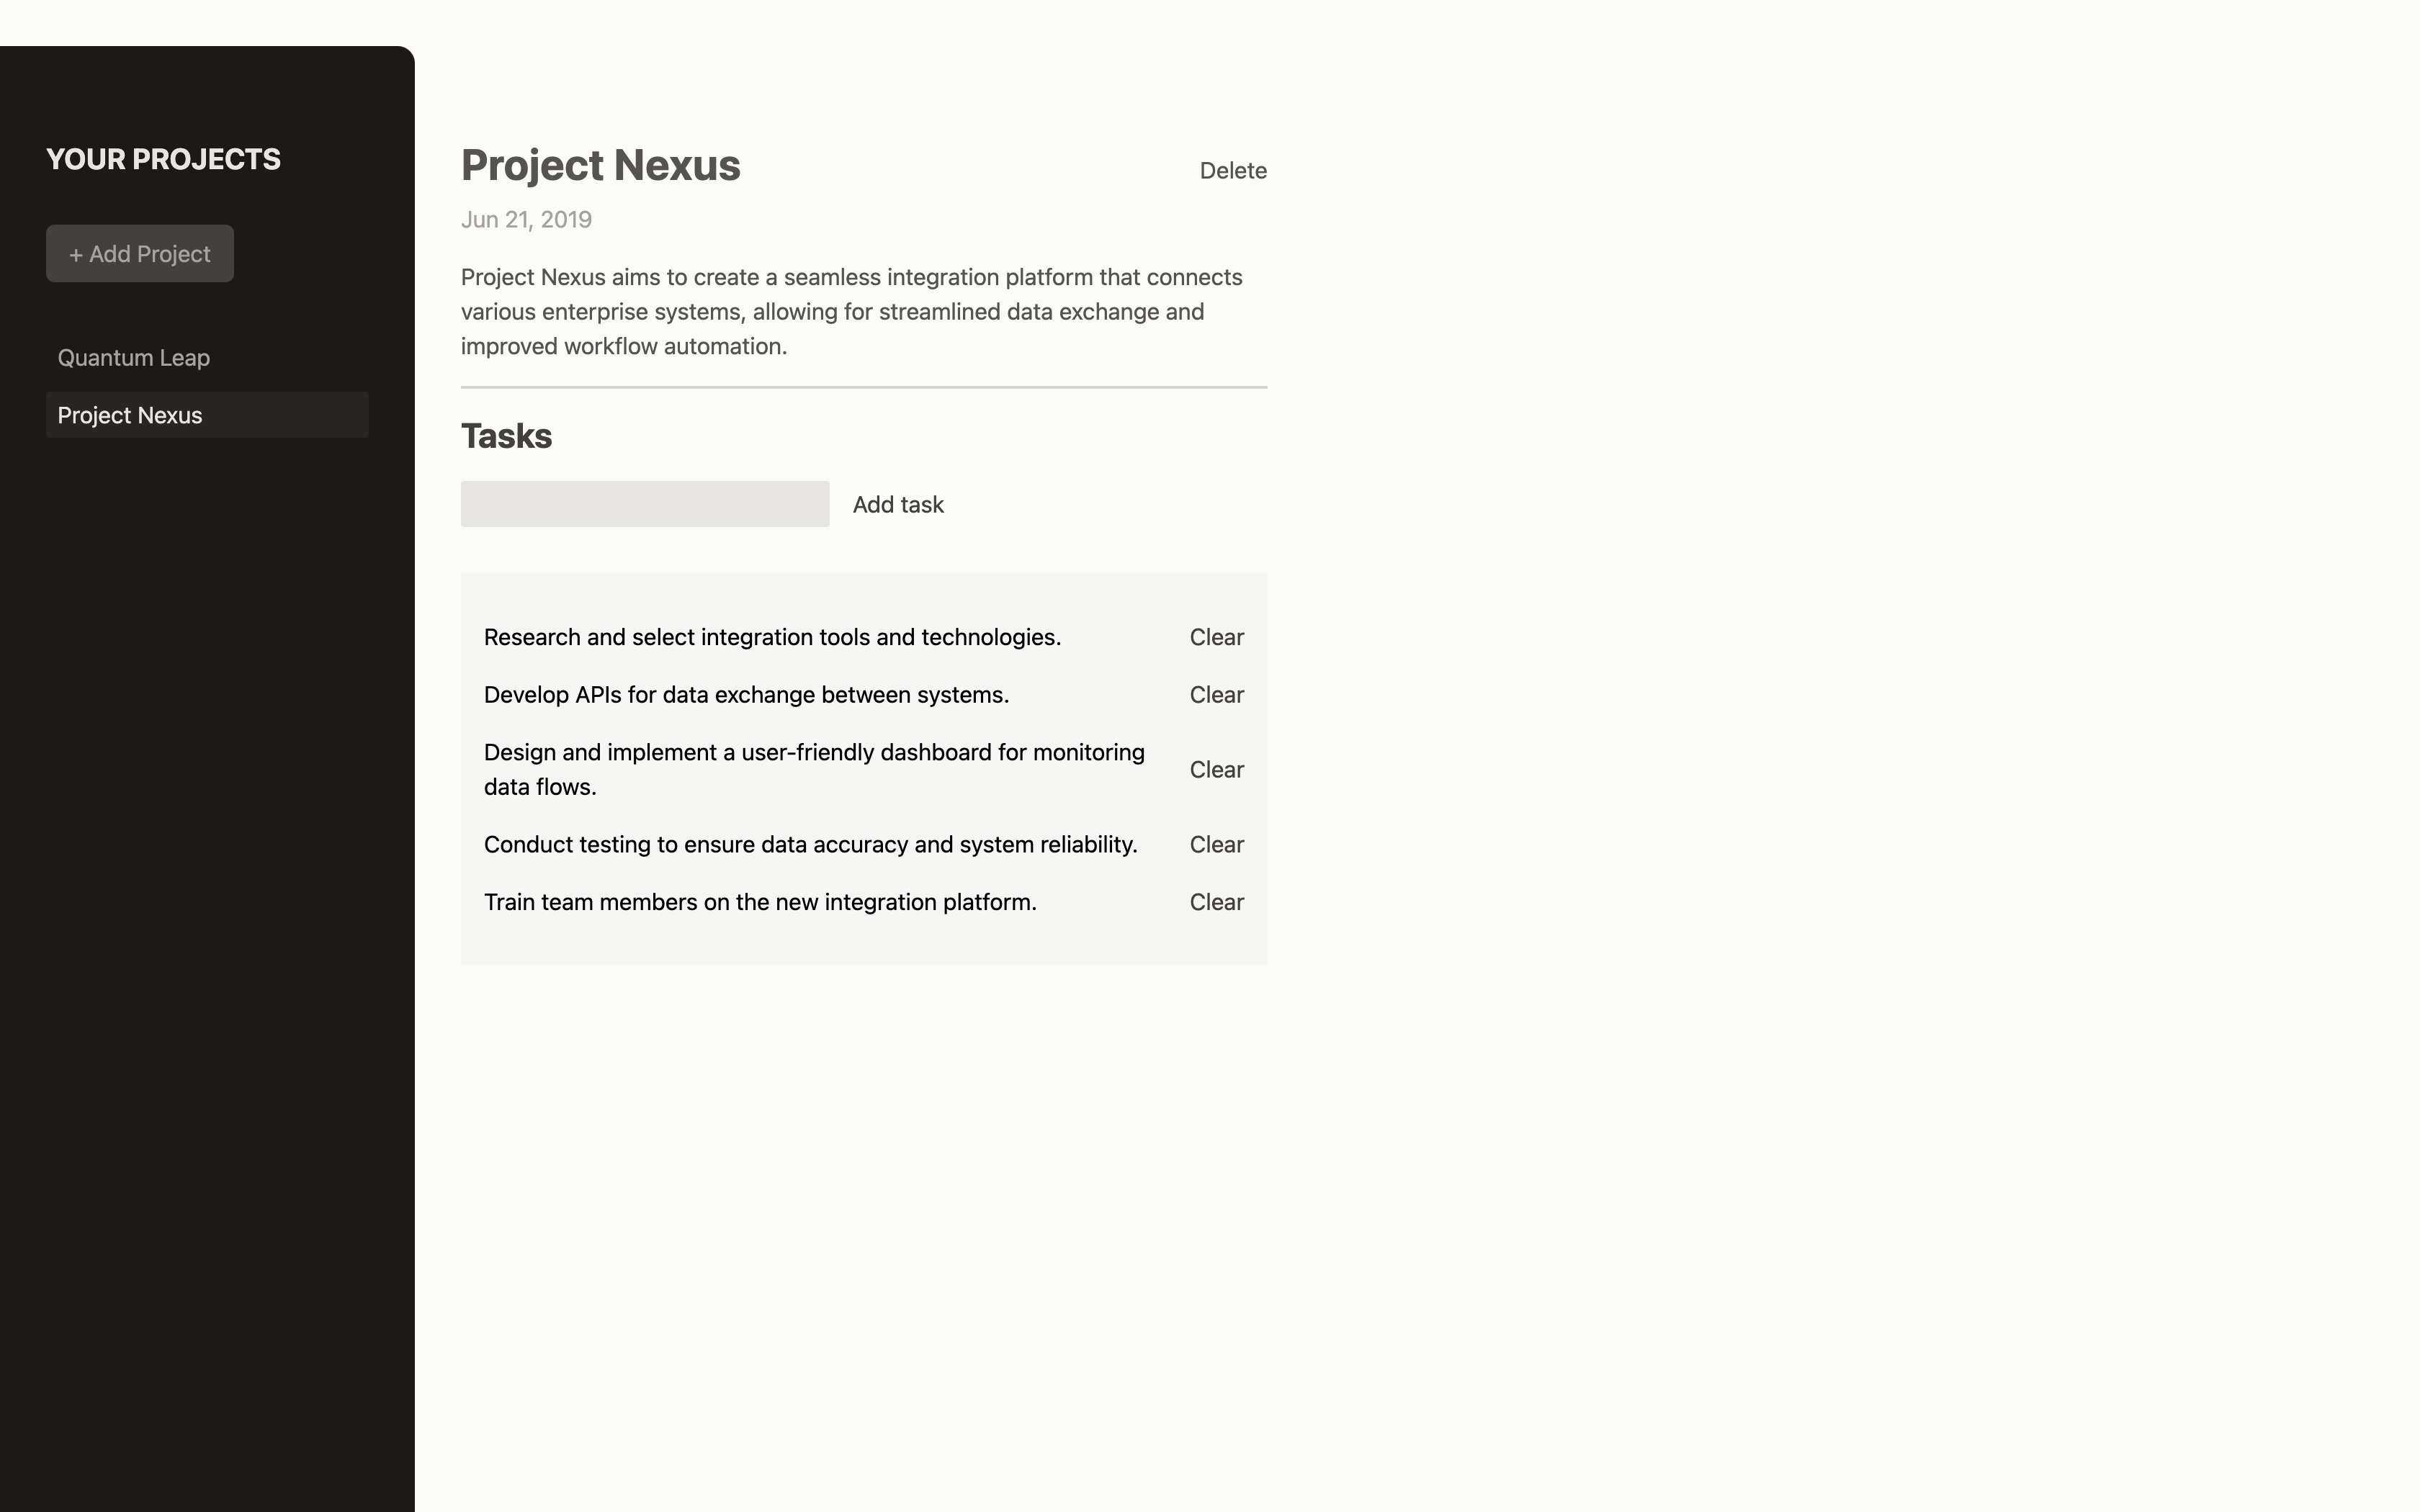 YOUR PROJECTS
+ Add Project
Quantum Leap
Project Nexus
Project Nexus
Delete
Jun 21, 2019
Project Nexus aims to create a seamless integration platform that connects
various enterprise systems, allowing for streamlined data exchange and
improved workflow automation.
Tasks
Add task
Research and select integration tools and technologies.
Clear
Develop APIs for data exchange between systems.
Clear
Design and implement a user-friendly dashboard for monitoring
data flows.
Clear
Conduct testing to ensure data accuracy and system reliability.
Clear
Train team members on the new integration platform.
Clear